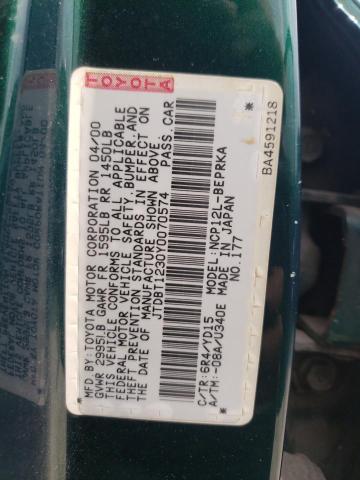 TOYOTA
MFD.BY:TOYOTA MOTOR CORPORATION 04/00
GVWR 2995LB GAWR FR 1595LB RR 1450LB
THIS VEHICLE CONFORMS TO ALL APPLICABLE
FEDERAL MOTOR VEHICLE SAFETY, BUMPER, AND
THEFT PREVENTION STANDARDS IN EFFECT ON
THE DATE OF MANUFACTURE SHOWN ABOVE.
JTDBT1230Y0070574 PASS.CAR
C/TR:6R4/YD15 MODEL:NCP12L-BEPRKA
A/TM:-08A/U340E MADE IN JAPAN
NO.177
BA4591218